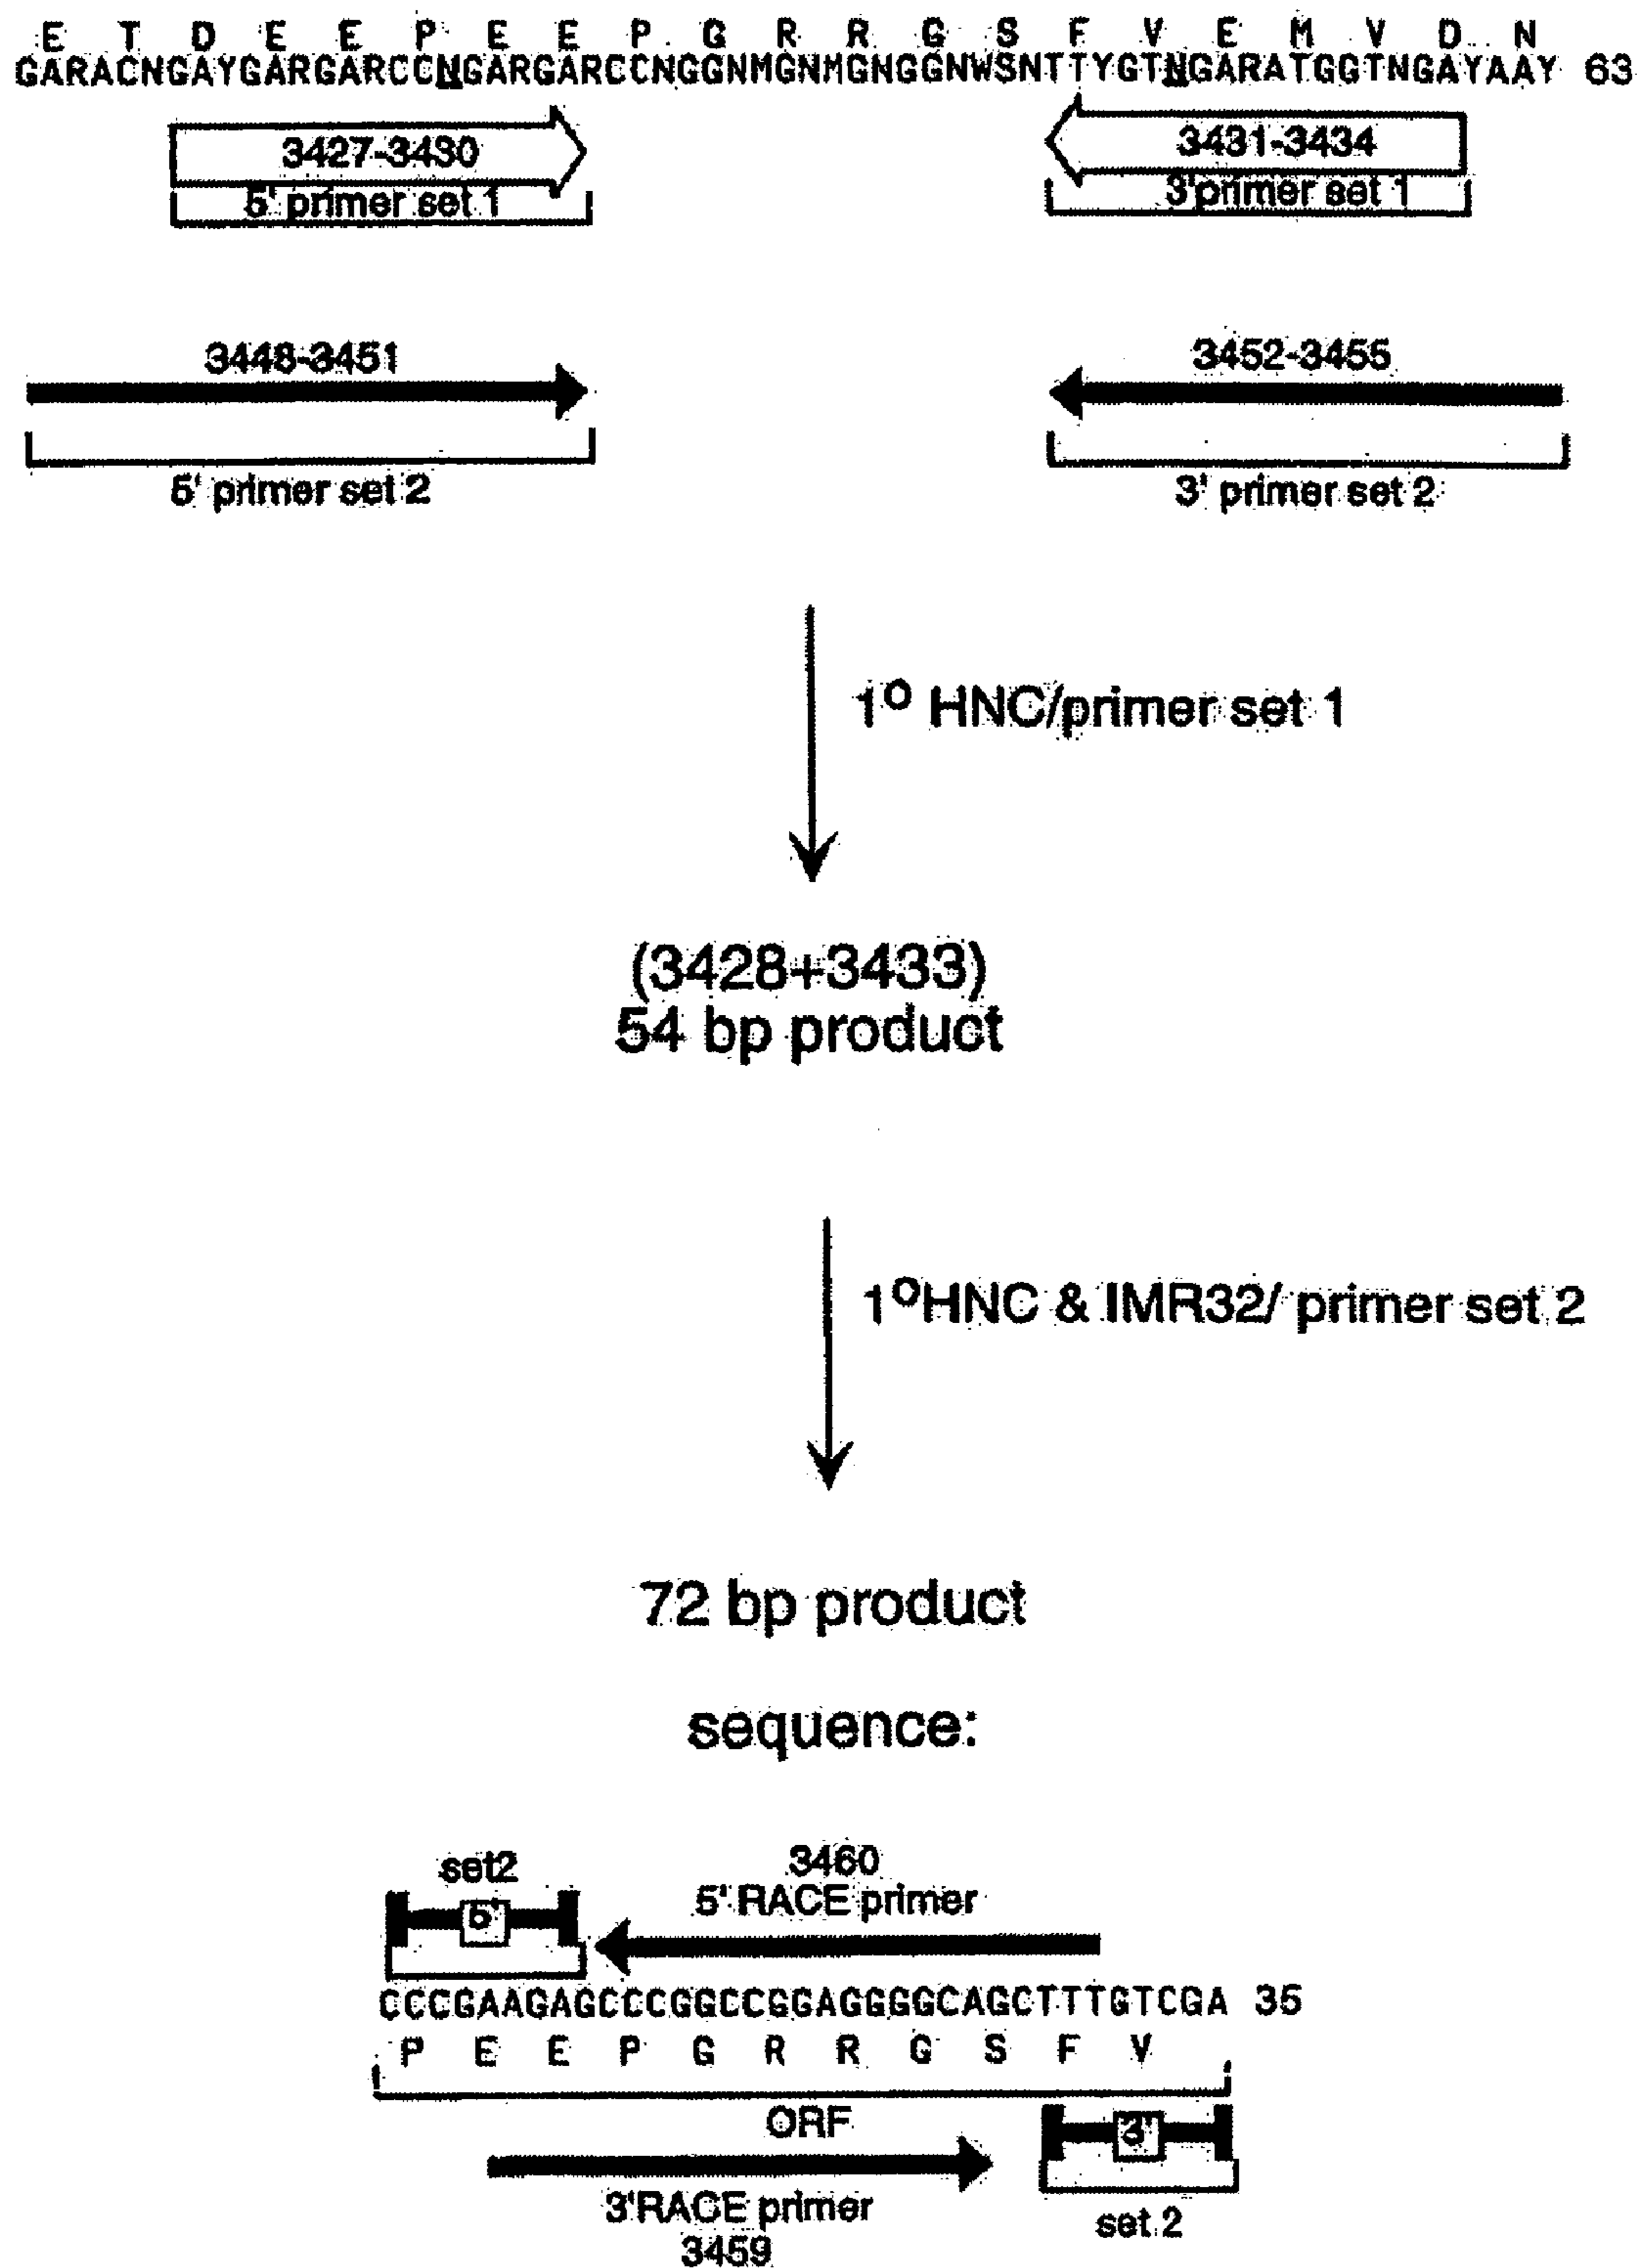 E T D E E P E E P G R R G S F V E M V D N
GARACNGAYGARGARCCNGARGARCCNGGNMGNMGNGGNWSNTTYGTNGARATGGTNGAYAAY 63
3427-3430
3431-3434
5' primer set 1
3'primer set 1
3448-3451
3452-3455
5' primer set 2
3' primer set 2
1º HNC/primer set 1
(3428+3433)
54 bp product
1ºHNC & IMR32/ primer set 2
72 bp product
sequence:
set2
3460
5' RACE primer
5'
CCCGAAGAGCCCGGCCGGAGGGGCAGCTTTGTCGA 35
P E E P G R R G S F V
ORF
3'
3'RACE primer
set 2
3459